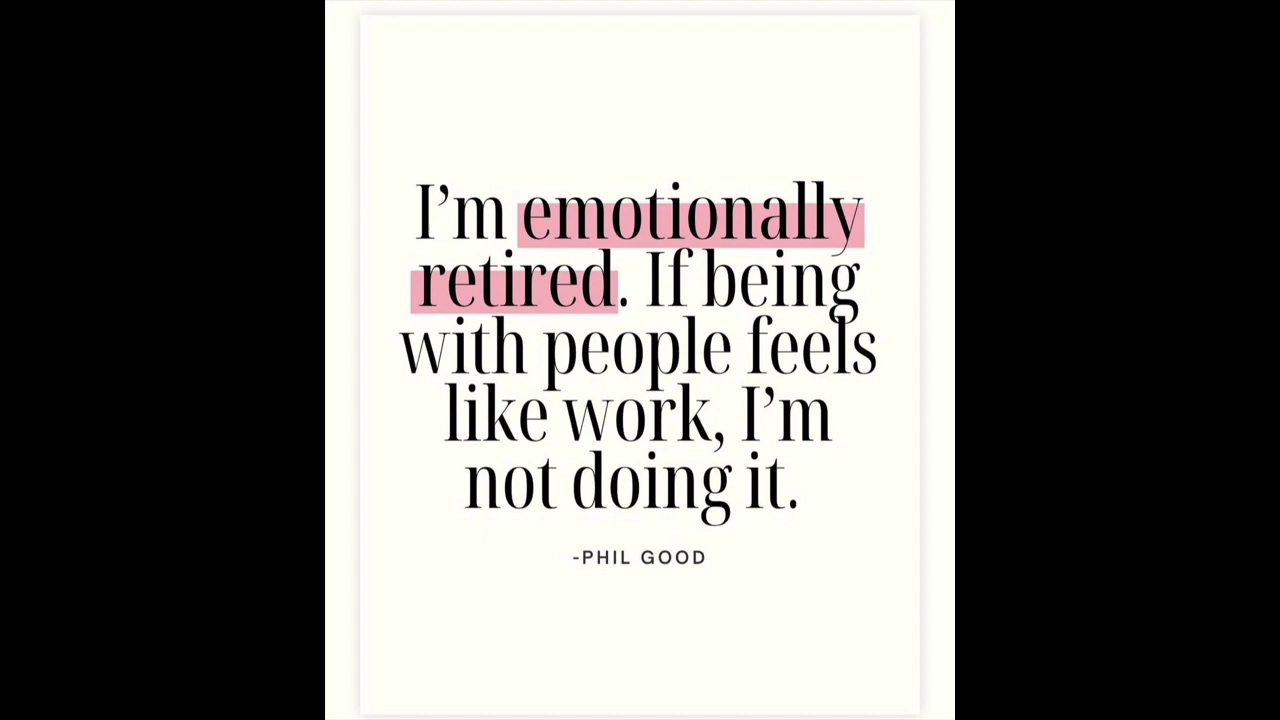 I’m emotionally
retired. If being
with people feels
like work, I’m
not doing it.
-PHIL GOOD